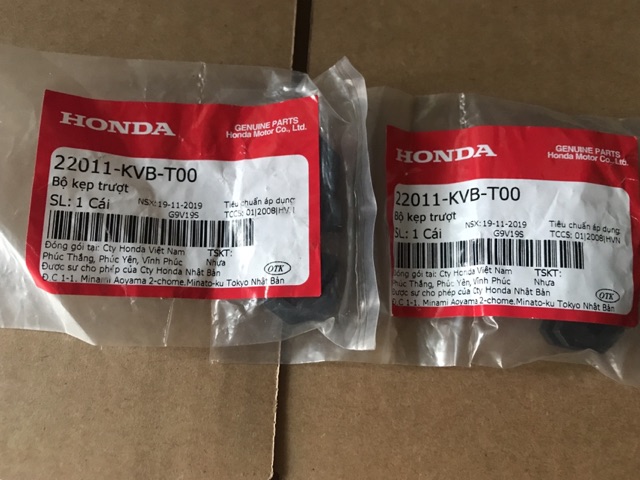 HONDA
GENUINE PARTS
Honda Motor Co., Ltd.
22011-KVB-T00
Bộ kẹp trượt
SL: 1 Cái
NSX: 19-11-2019
G9V19S
Tiêu chuẩn áp dụng:
TCCS: 01|2008|HVN
Đóng gói tại: Cty Honda Việt Nam
Phúc Thắng, Phúc Yên, Vĩnh Phúc
Được sự cho phép của Cty Honda Nhật Bản
Đ C 1-1. Minami Aoyama 2-chome.Minato-ku Tokyo Nhật Bản
TSKT:
Nhựa
OTK
HONDA
GENUINE PARTS
Honda Motor Co., Ltd.
22011-KVB-T00
Bộ kẹp trượt
SL: 1 Cái
NSX: 19-11-2019
G9V19S
Tiêu chuẩn áp dụng:
TCCS: 01|2008|HVN
Đóng gói tại: Cty Honda Việt Nam
Phúc Thắng, Phúc Yên, Vĩnh Phúc
Được sự cho phép của Cty Honda Nhật Bản
Đ C 1-1. Minami Aoyama 2-chome.Minato-ku Tokyo Nhật Bản
TSKT:
Nhựa
OTK